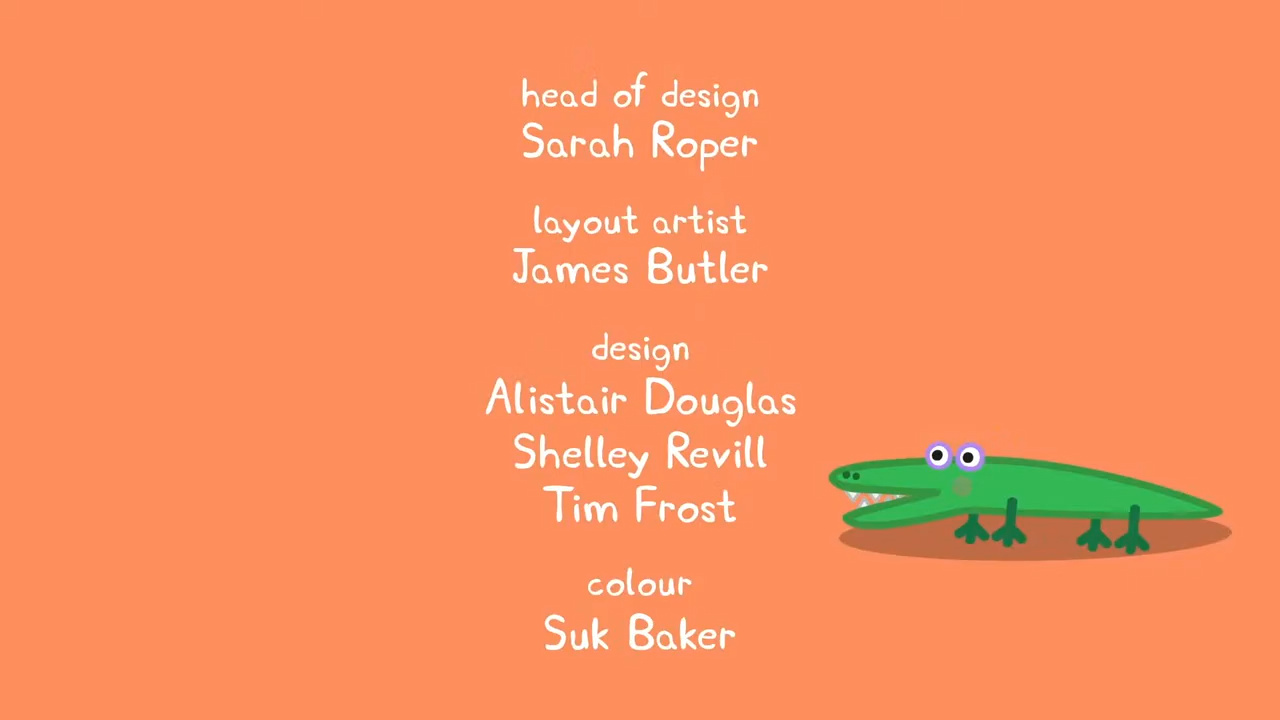 head of design
Sarah Roper
layout artist
James Butler
design
Alistair Douglas
Shelley Revill
Tim Frost
colour
Suk Baker